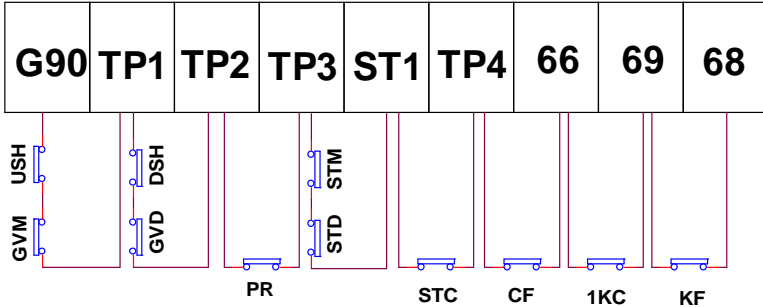 G90 TP1 TP2 TP3 ST1 TP4 66 69 68
USH DSH STM
GVM GVD STD
PR STC CF 1KC KF